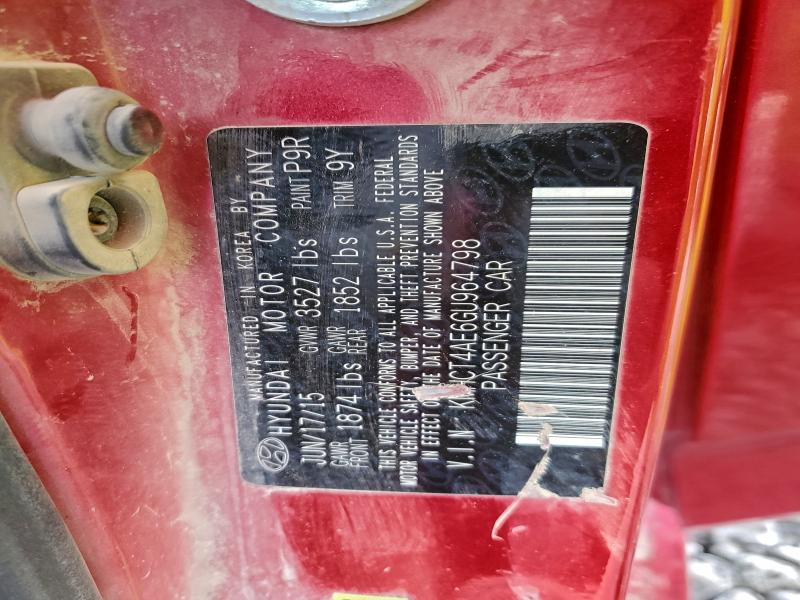 MANUFACTURED IN KOREA BY
HYUNDAI MOTOR COMPANY
JUN/17/15 GVWR 3527 lbs PAINT P9R
GAWR FRONT 1874 lbs GAWR REAR 1852 lbs TRIM 9Y
THIS VEHICLE CONFORMS TO ALL APPLICABLE U.S.A. FEDERAL
MOTOR VEHICLE SAFETY, BUMPER, AND THEFT PREVENTION STANDARDS
IN EFFECT ON THE DATE OF MANUFACTURE SHOWN ABOVE
V.I.N: KMHCT4AE6GU964798
PASSENGER CAR